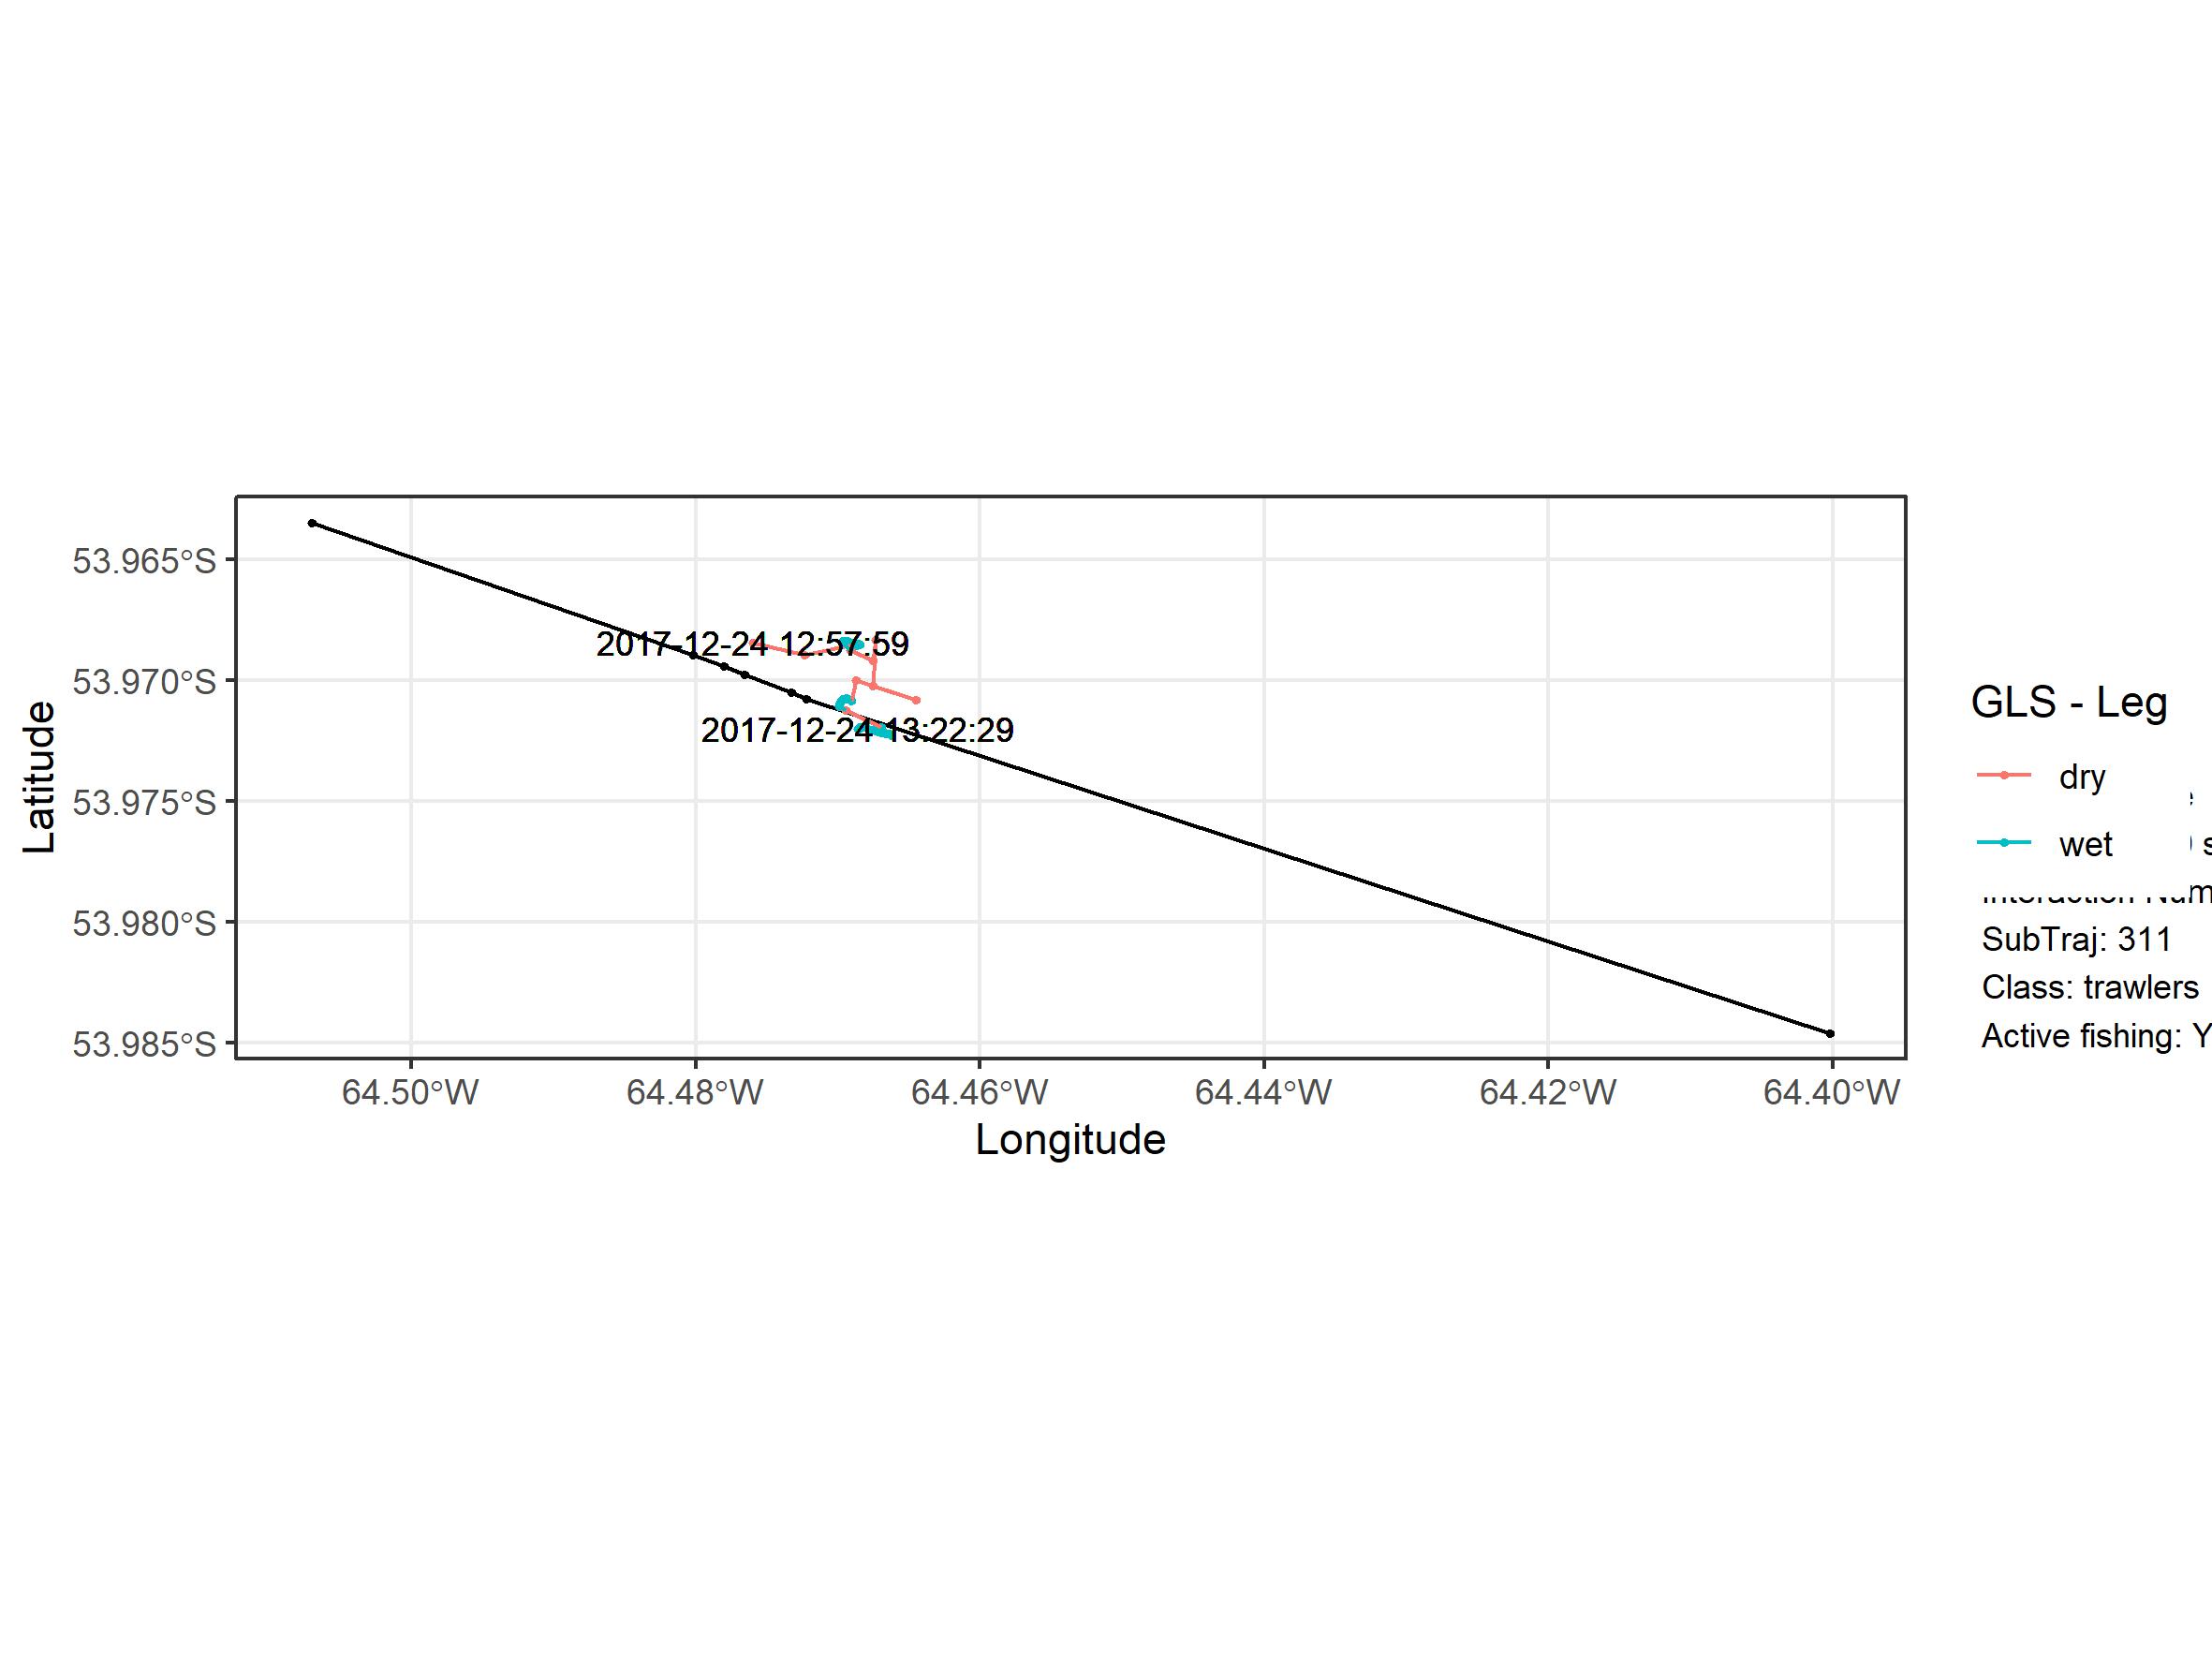 53.965°S
53.970°S
53.975°S
53.980°S
53.985°S
Latitude
2017-12-24 12:57:59
2017-12-24 13:22:29
64.50°W
64.48°W
64.46°W
64.44°W
64.42°W
64.40°W
Longitude
GLS - Leg
dry
wet
Interaction Num
SubTraj: 311
Class: trawlers
Active fishing: Y